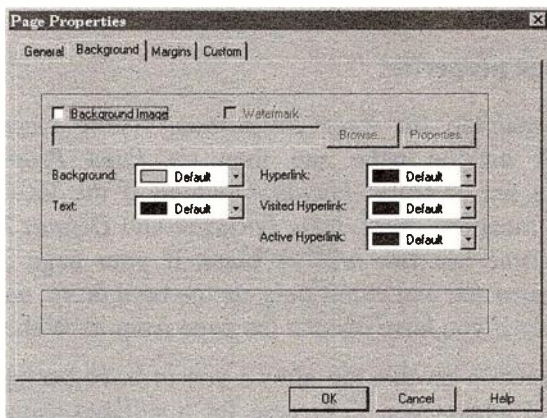 Page Properties
General Background Margins Custom
Background Image Watermark
Browse... Properties
Background: Default Hyperlink: Default
Text: Default Visited Hyperlink: Default
Active Hyperlink: Default
OK Cancel Help